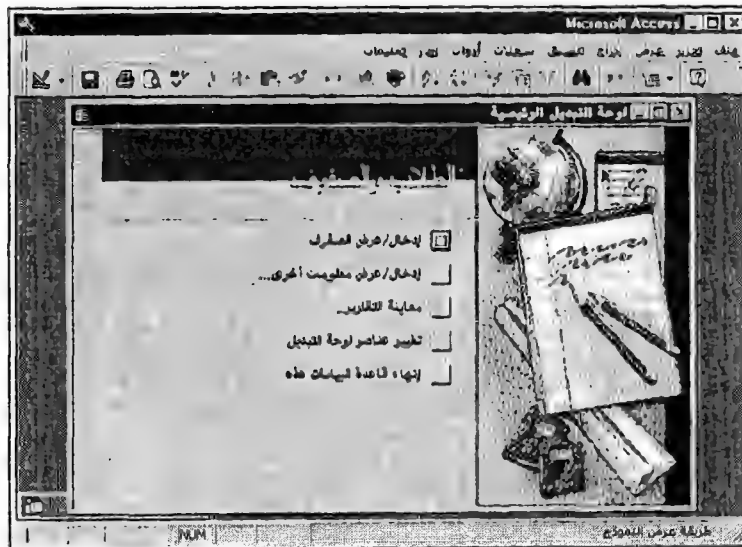 Microsoft Access
ملف تحرير عرض إدراج تنسيق سجلات أدوات إطار تعليمات
لوحة التبديل الرئيسية
الطلاب والصفوف
إدخال/عرض الصفوف
إدخال/عرض معلومات أخرى...
معاينة التقارير...
تغيير عناصر لوحة التبديل
إنهاء قاعدة البيانات هذه
طريقة عرض النموذج
NUM